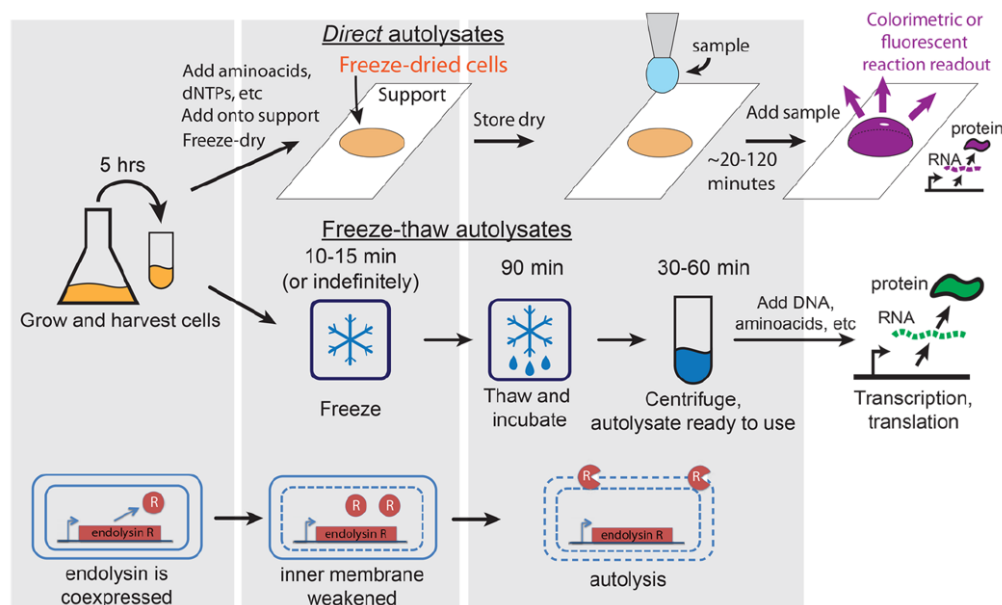 Direct autolysates
Add aminoacids,
dNTPs, etc
Add onto support
Freeze-dry
Freeze-dried cells
Support
Store dry
sample
Add sample
~20-120
minutes
Colorimetric or
fluorescent
reaction readout
protein
RNA
5 hrs
Grow and harvest cells
Freeze-thaw autolysates
10-15 min
(or indefinitely)
Freeze
90 min
Thaw and
incubate
30-60 min
Centrifuge,
autolysate ready to use
Add DNA,
aminoacids, etc
protein
RNA
Transcription,
translation
R
endolysin R
endolysin is
coexpressed
R R
endolysin R
inner membrane
weakened
R R
endolysin R
autolysis